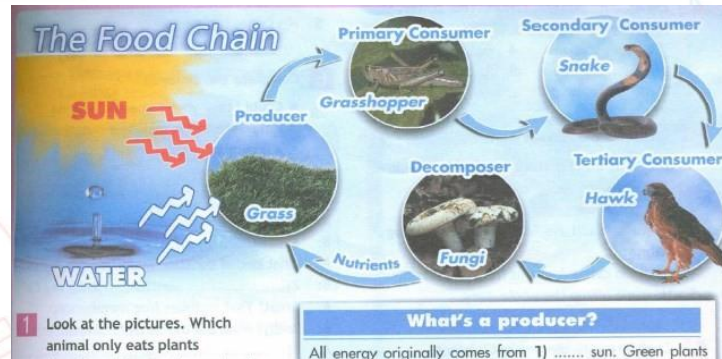 The Food Chain
Primary Consumer
Secondary Consumer
Snake
SUN
Producer
Grasshopper
Decomposer
Tertiary Consumer
Hawk
Grass
Fungi
Nutrients
WATER
1 Look at the pictures. Which
animal only eats plants
What's a producer?
All energy originally comes from 1) ....... sun. Green plants